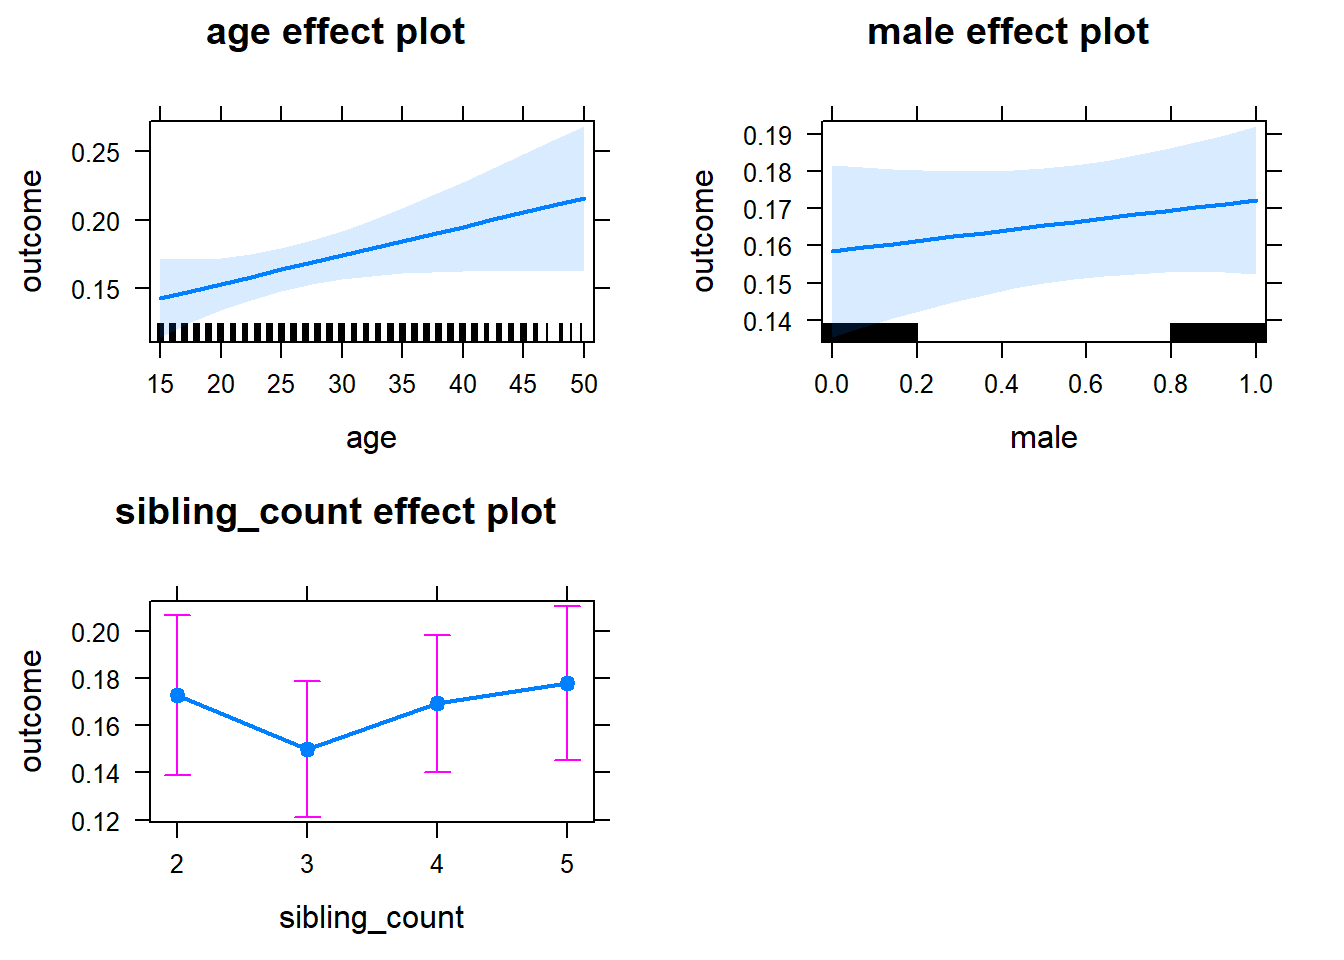 age effect plot
outcome
0.25
0.20
0.15
15 20 25 30 35 40 45 50
age
male effect plot
outcome
0.19
0.18
0.17
0.16
0.15
0.14
0.0 0.2 0.4 0.6 0.8 1.0
male
sibling_count effect plot
outcome
0.20
0.18
0.16
0.14
0.12
2 3 4 5
sibling_count